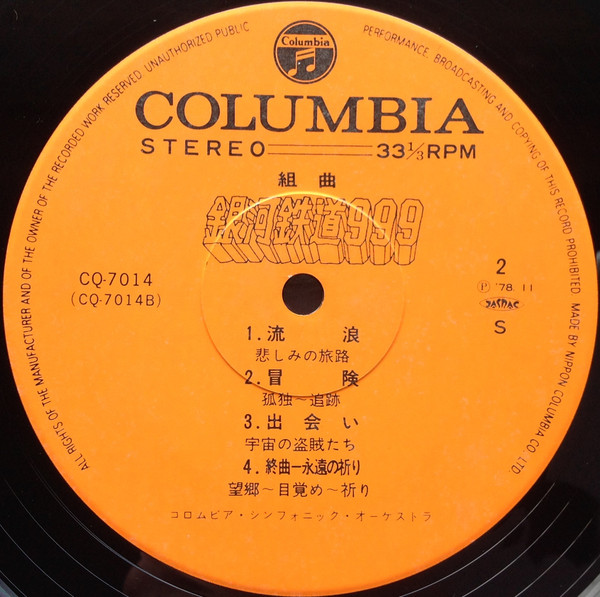 ALL RIGHTS OF THE MANUFACTURER AND OF THE OWNER OF THE RECORDED WORK RESERVED UNAUTHORIZED PUBLIC PERFORMANCE, BROADCASTING AND COPYING OF THIS RECORD PROHIBITED MADE BY NIPPON COLUMBIA CO. LTD.
Columbia
COLUMBIA
STEREO 33 1/3 RPM
組曲
銀河鉄道999
CQ-7014
(CQ-7014B)
2
Ⓟ '78. 11
JASRAC
S
1. 流浪
悲しみの旅路
2. 冒険
孤独〜追跡
3. 出会い
宇宙の盗賊たち
4. 終曲ー永遠の祈り
望郷〜目覚め〜祈り
コロムビア・シンフォニック・オーケストラ